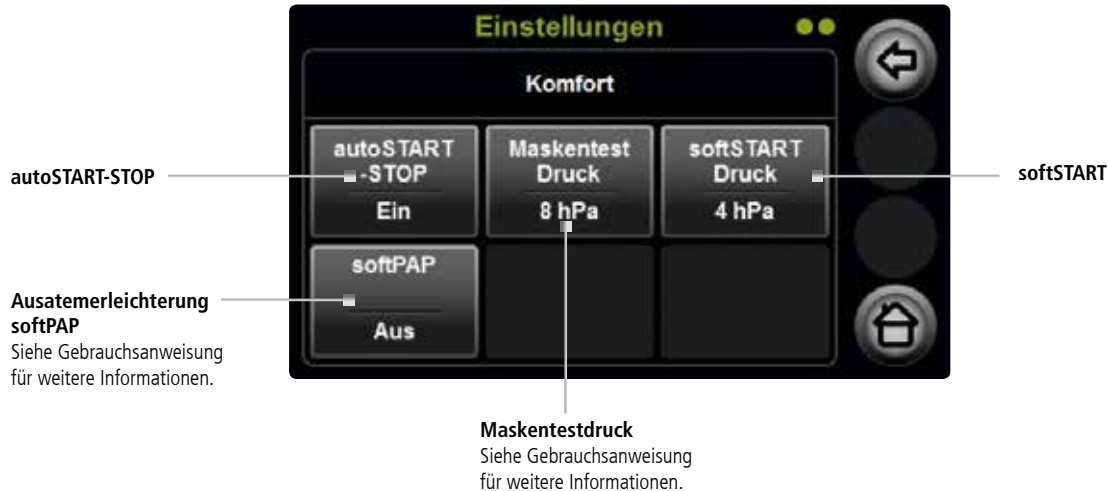 Einstellungen
Komfort
autoSTART
-STOP
Ein
Maskentest
Druck
8 hPa
softSTART
Druck
4 hPa
softPAP
Aus
autoSTART-STOP
softSTART
Ausatemerleichterung
softPAP
Siehe Gebrauchsanweisung
für weitere Informationen.
Maskentestdruck
Siehe Gebrauchsanweisung
für weitere Informationen.